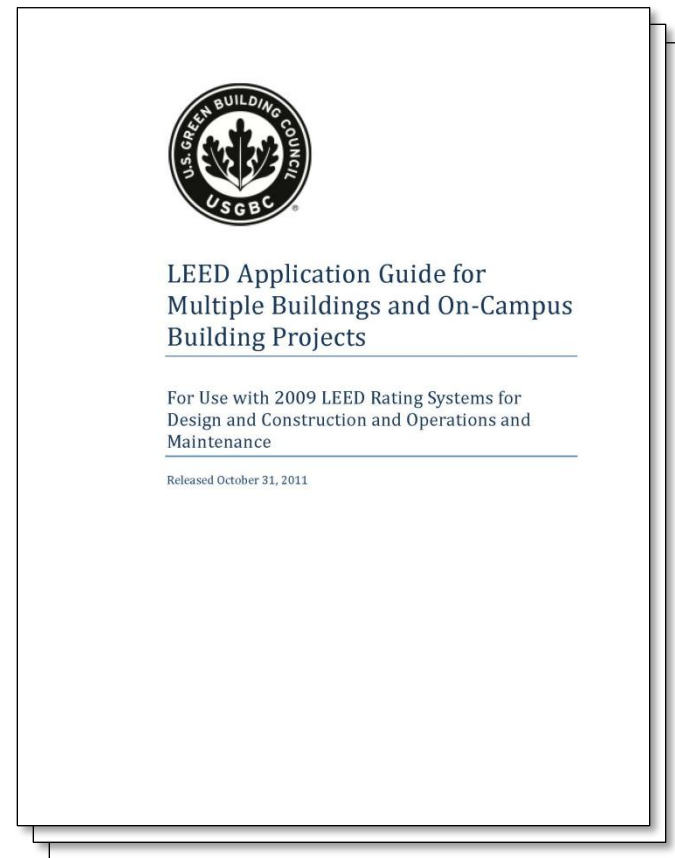 U.S. GREEN BUILDING COUNCIL
USGBC
®
LEED Application Guide for
Multiple Buildings and On-Campus
Building Projects
For Use with 2009 LEED Rating Systems for
Design and Construction and Operations and
Maintenance
Released October 31, 2011